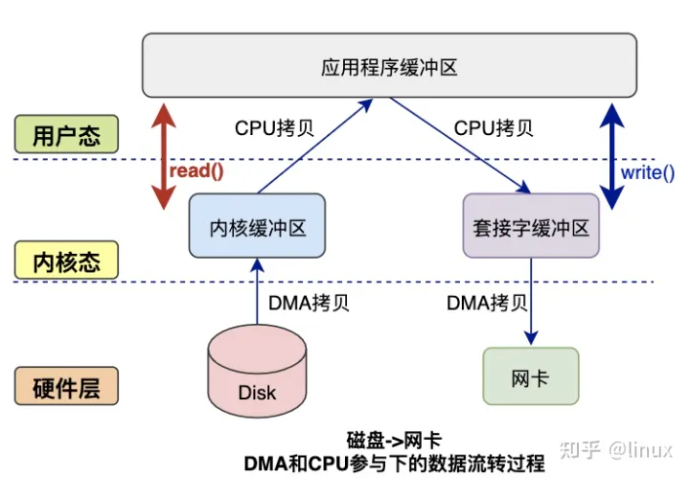 应用程序缓冲区
用户态
CPU拷贝
CPU拷贝
read()
write()
内核缓冲区
套接字缓冲区
内核态
DMA拷贝
DMA拷贝
硬件层
Disk
网卡
磁盘->网卡
DMA和CPU参与下的数据流转过程
知乎 @linux